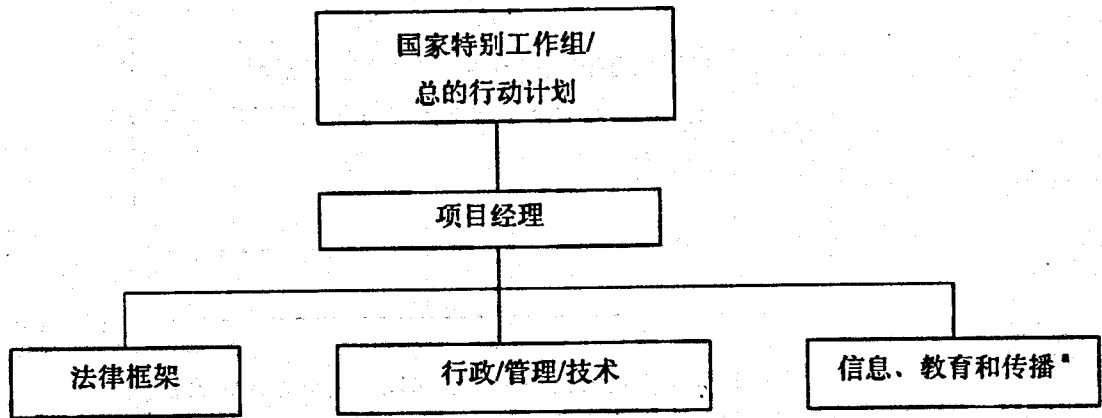 国家特别工作组/
总的行动计划
项目经理
法律框架
行政/管理/技术
信息、教育和传播ª